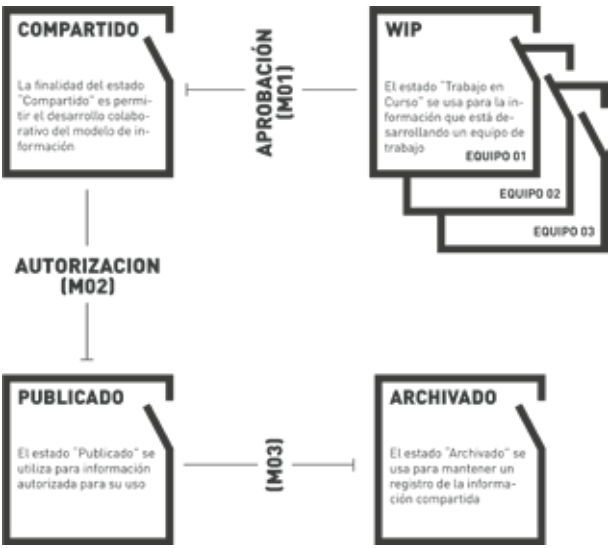 COMPARTIDO
La finalidad del estado
"Compartido" es permi-
tir el desarrollo colabo-
rativo del modelo de in-
formación
APROBACIÓN
(M01)
WIP
El estado "Trabajo en
Curso" se usa para la in-
formación que está de-
sarrollando un equipo de
trabajo
EQUIPO 01
EQUIPO 02
EQUIPO 03
AUTORIZACION
(M02)
PUBLICADO
El estado "Publicado" se
utiliza para información
autorizada para su uso
(M03)
ARCHIVADO
El estado "Archivado" se
usa para mantener un
registro de la informa-
ción compartida